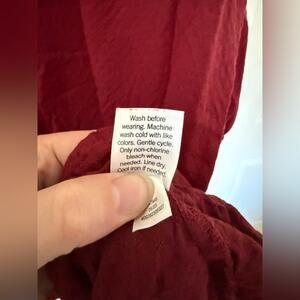 Wash before
wearing. Machine
wash cold with like
colors. Gentle cycle.
Only non-chlorine
bleach when
needed. Line dry.
Cool iron if needed.